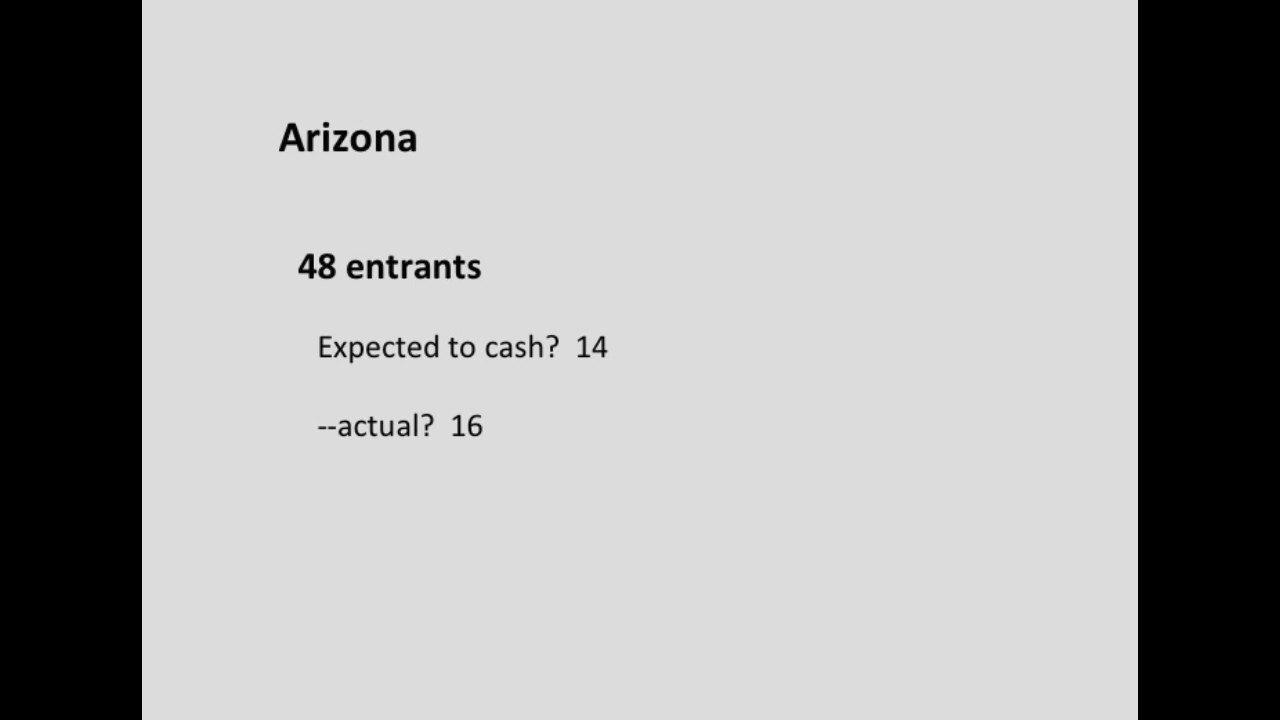 Arizona
48 entrants
Expected to cash?  14
--actual?  16